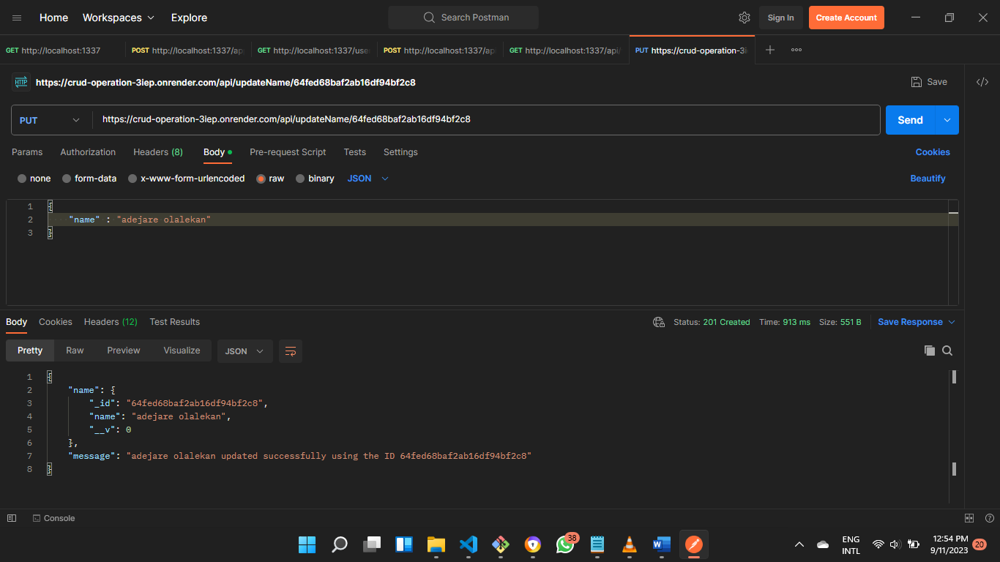 Home Workspaces Explore Search Postman Sign In Create Account
GET http://localhost:1337 POST http://localhost:1337/ap GET http://localhost:1337/use POST http://localhost:1337/ap GET http://localhost:1337/api/ PUT https://crud-operation-3i
HTTP https://crud-operation-3iep.onrender.com/api/updateName/64fed68baf2ab16df94bf2c8 Save
PUT https://crud-operation-3iep.onrender.com/api/updateName/64fed68baf2ab16df94bf2c8 Send
Params Authorization Headers (8) Body Pre-request Script Tests Settings Cookies
none form-data x-www-form-urlencoded raw binary JSON Beautify
1 {
2 "name" : "adejare olalekan"
3 }
Body Cookies Headers (12) Test Results Status: 201 Created Time: 913 ms Size: 551 B Save Response
Pretty Raw Preview Visualize JSON
1 {
2 "name": {
3 "_id": "64fed68baf2ab16df94bf2c8",
4 "name": "adejare olalekan",
5 "__v": 0
6 },
7 "message": "adejare olalekan updated successfully using the ID 64fed68baf2ab16df94bf2c8"
8 }
Console
38 ENG 12:54 PM
INTL 9/11/2023 20